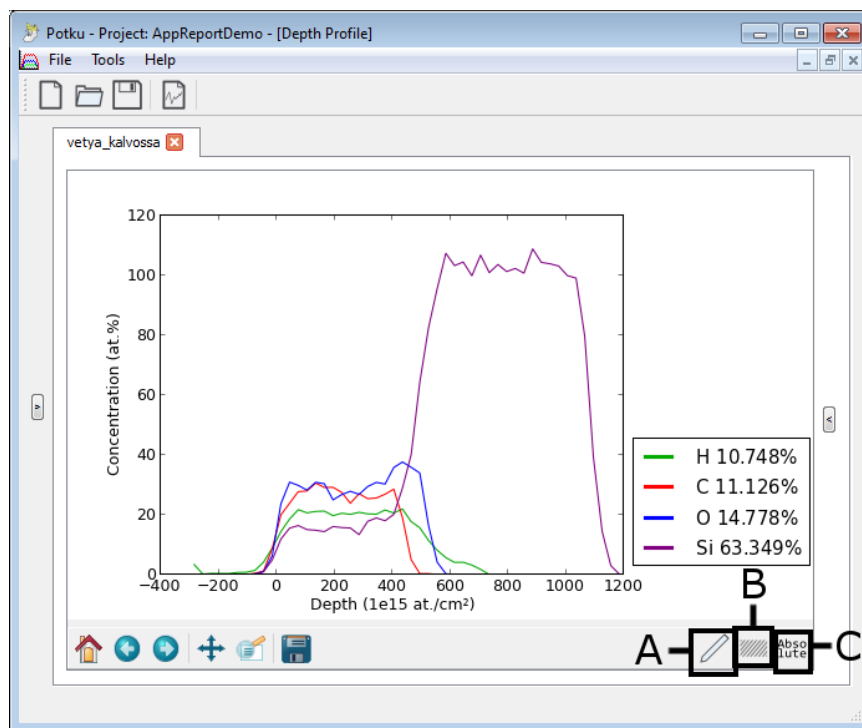 Potku - Project: AppReportDemo - [Depth Profile]
File Tools Help
vetya_kalvossa
120
100
80
60
40
20
0
Concentration (at.%)
−400 −200 0 200 400 600 800 1000 1200
Depth (1e15 at./cm²)
H 10.748%
C 11.126%
O 14.778%
Si 63.349%
B
A
Abso
lute
C